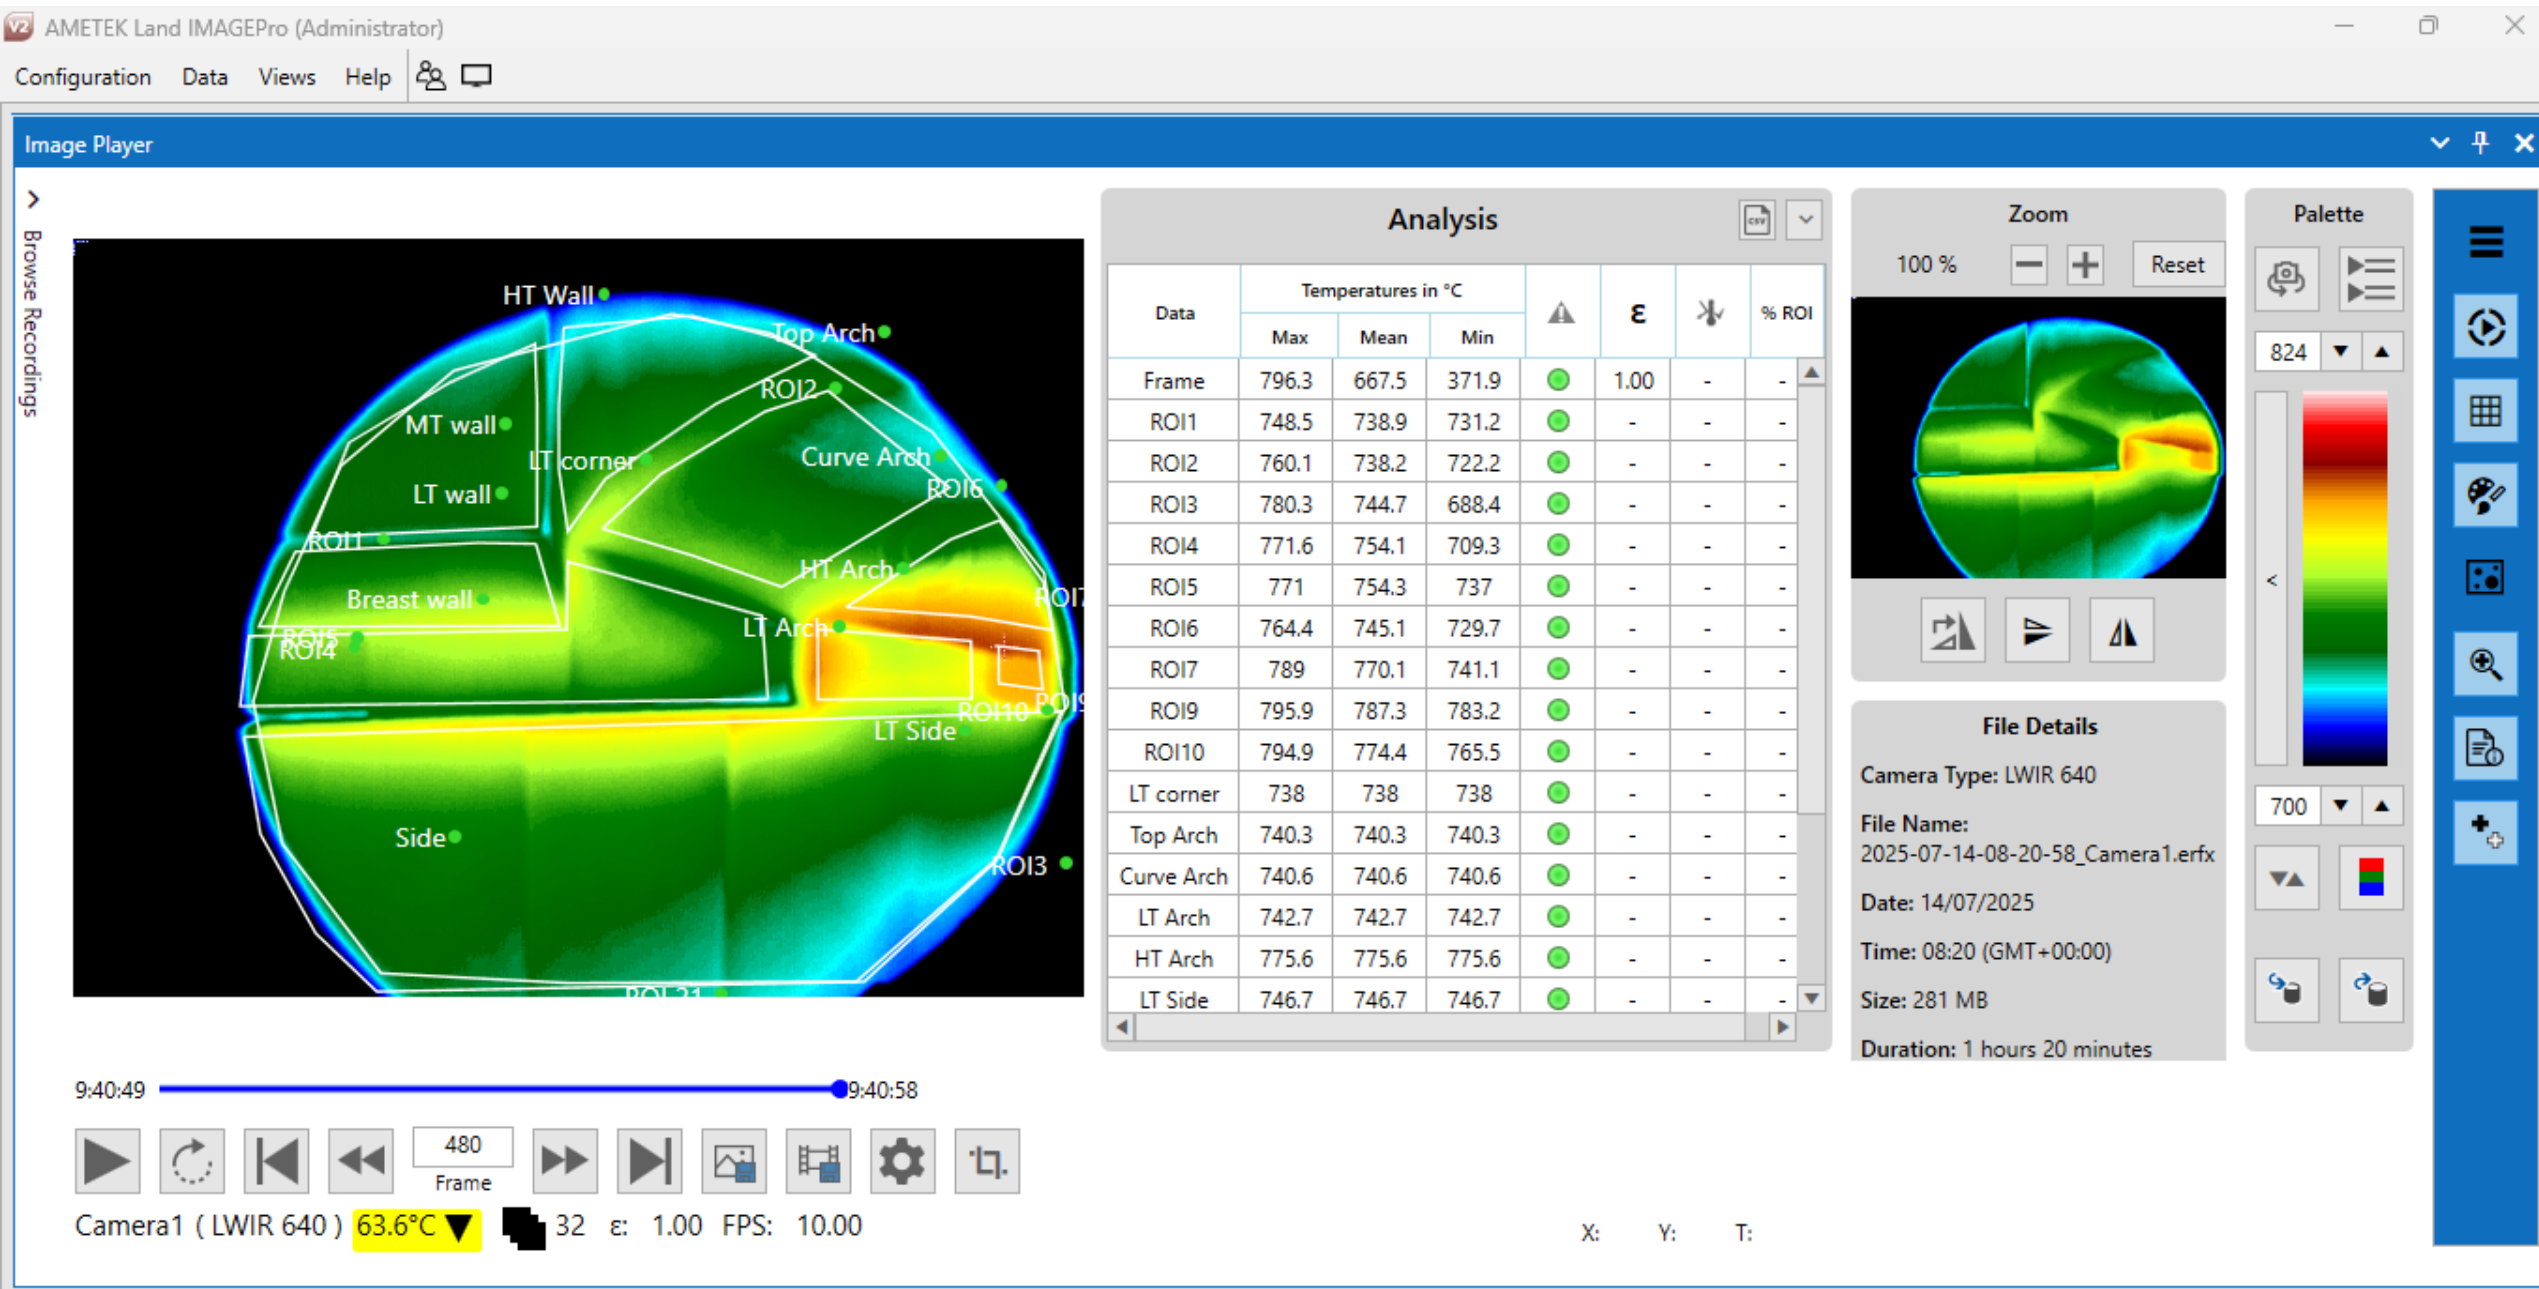 V2 AMETEK Land IMAGEPro (Administrator)
Configuration Data Views Help
Image Player
Browse Recordings
HT Wall
Top Arch
ROI2
MT wall
LT corner
Curve Arch
LT wall
ROI6
ROI1
HT Arch
Breast wall
ROI7
LT Arch
ROI5
ROI4
ROI10
ROI9
LT Side
Side
ROI3
ROI 21
Analysis
csv
Data Temperatures in °C ε % ROI
Max Mean Min
Frame 796.3 667.5 371.9 1.00 - -
ROI1 748.5 738.9 731.2 - - -
ROI2 760.1 738.2 722.2 - - -
ROI3 780.3 744.7 688.4 - - -
ROI4 771.6 754.1 709.3 - - -
ROI5 771 754.3 737 - - -
ROI6 764.4 745.1 729.7 - - -
ROI7 789 770.1 741.1 - - -
ROI9 795.9 787.3 783.2 - - -
ROI10 794.9 774.4 765.5 - - -
LT corner 738 738 738 - - -
Top Arch 740.3 740.3 740.3 - - -
Curve Arch 740.6 740.6 740.6 - - -
LT Arch 742.7 742.7 742.7 - - -
HT Arch 775.6 775.6 775.6 - - -
LT Side 746.7 746.7 746.7 - - -
Zoom
100 % Reset
File Details
Camera Type: LWIR 640
File Name:
2025-07-14-08-20-58_Camera1.erfx
Date: 14/07/2025
Time: 08:20 (GMT+00:00)
Size: 281 MB
Duration: 1 hours 20 minutes
Palette
824
<
700
9:40:49 9:40:58
480
Frame
Camera1 ( LWIR 640 ) 63.6°C 32 ε: 1.00 FPS: 10.00
X: Y: T: